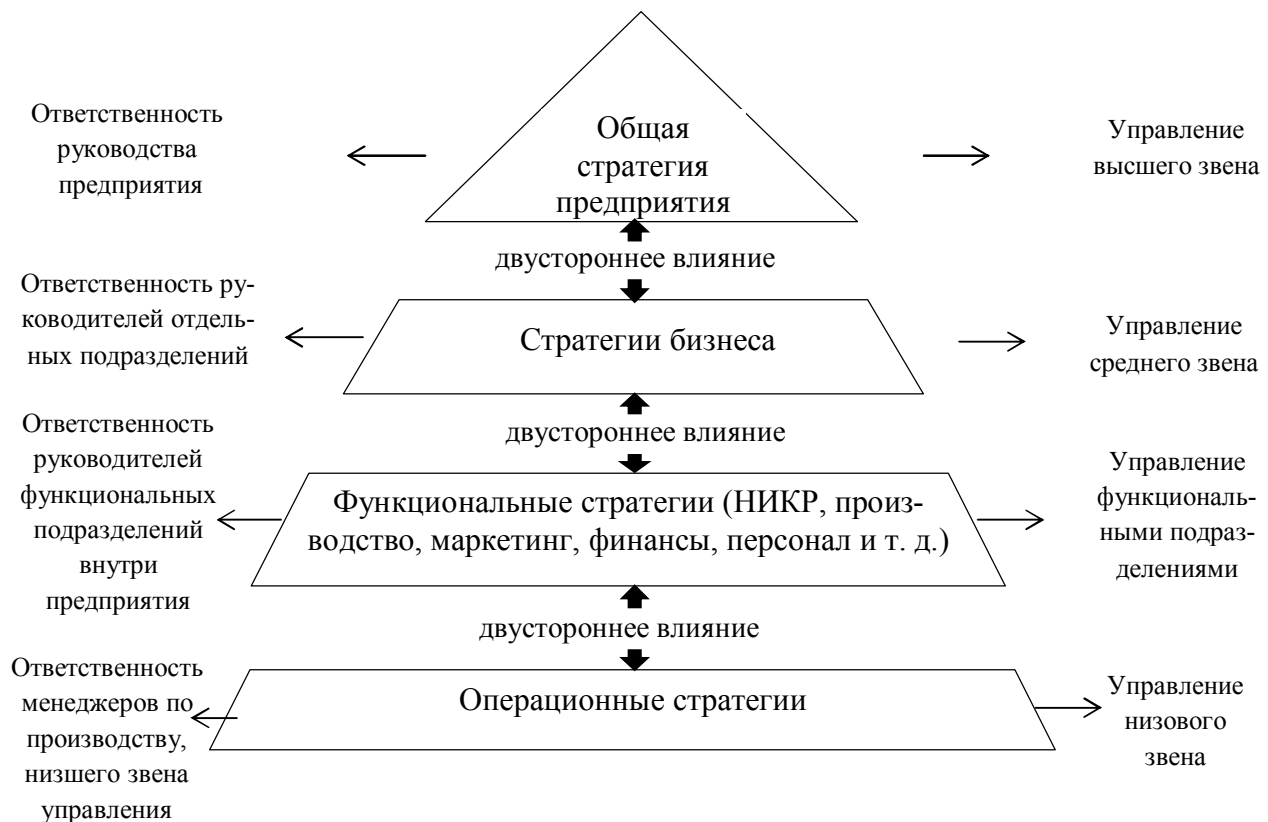 Ответственность
руководства
предприятия
Общая
стратегия
предприятия
Управление
высшего звена
двустороннее влияние
Ответственность ру-
ководителей отдель-
ных подразделений
Стратегии бизнеса
Управление
среднего звена
двустороннее влияние
Ответственность
руководителей
функциональных
подразделений
внутри
предприятия
Функциональные стратегии (НИКР, произ-
водство, маркетинг, финансы, персонал и т. д.)
Управление
функциональ-
ными подраз-
делениями
двустороннее влияние
Ответственность
менеджеров по
производству,
низшего звена
управления
Операционные стратегии
Управление
низового
звена